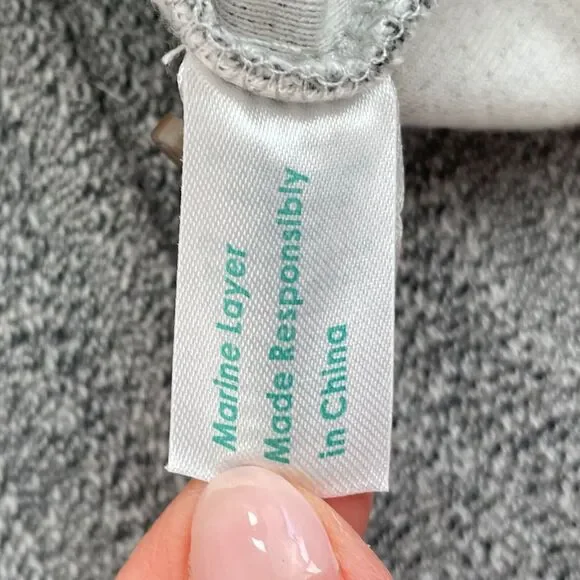 Marine Layer
Made Responsibly
in China